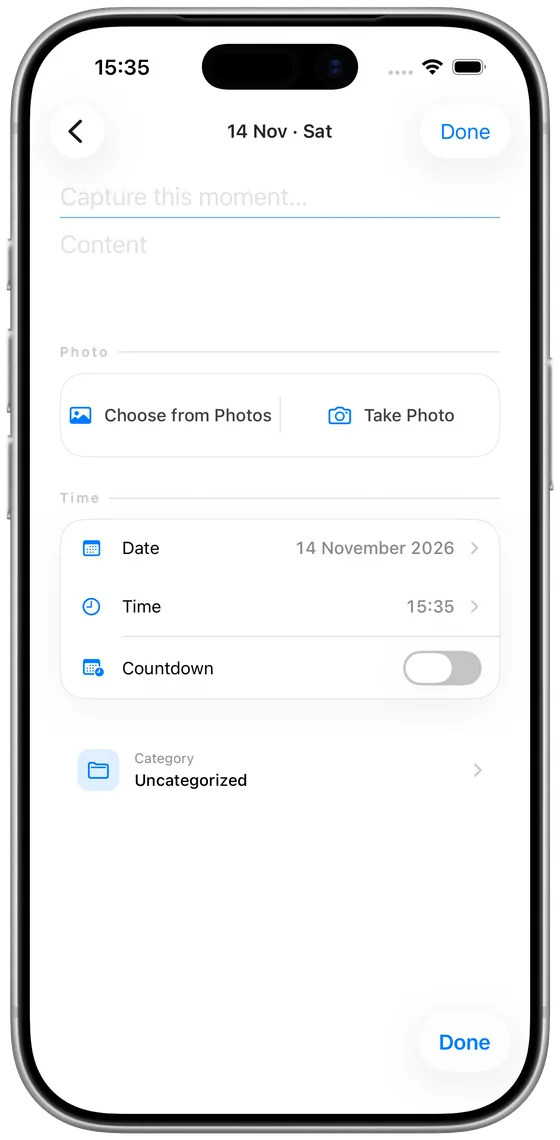 15:35
14 Nov · Sat
Done
Capture this moment...
Content
Photo
Choose from Photos
Take Photo
Time
Date
14 November 2026
Time
15:35
Countdown
Category
Uncategorized
Done